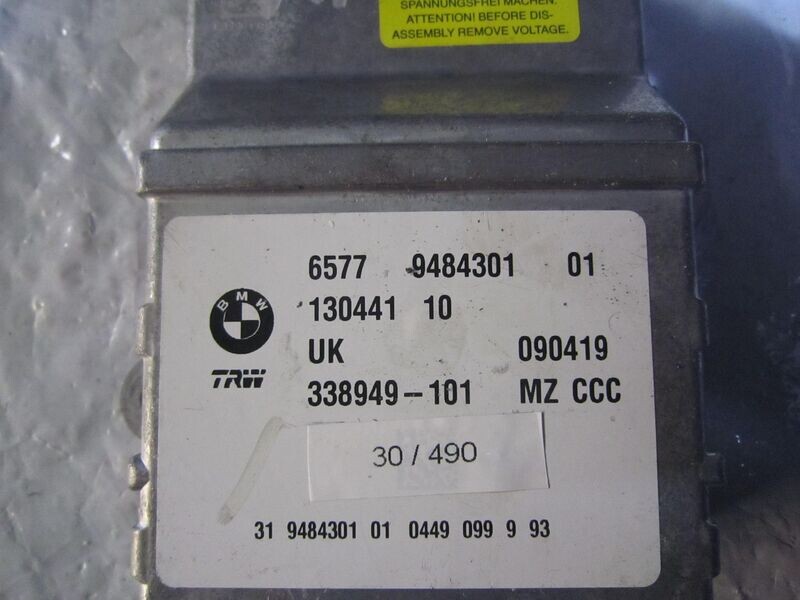 SPANNUNGSFREI MACHEN.
ATTENTION! BEFORE DIS-
ASSEMBLY REMOVE VOLTAGE.
6577 9484301 01
BMW
130441 10
UK 090419
TRW
338949-101 MZ CCC
30 / 490
31 9484301 01 0449 099 9 93